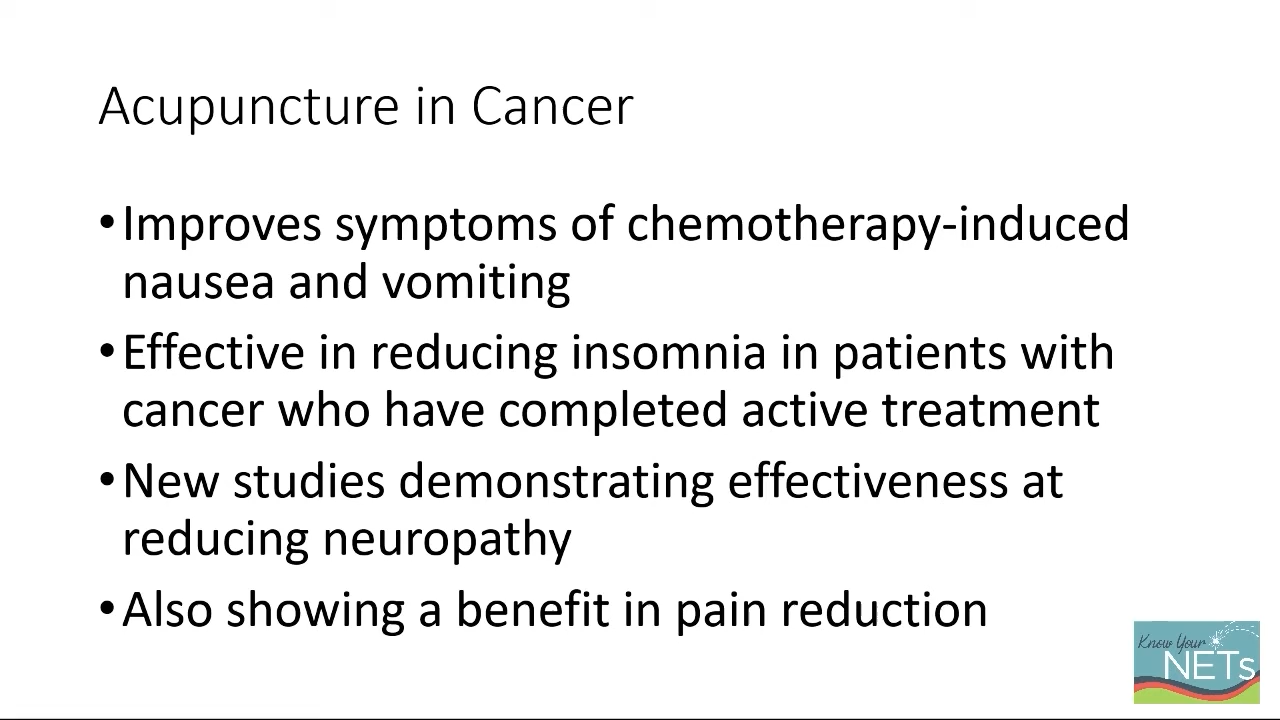 Acupuncture in Cancer
•Improves symptoms of chemotherapy-induced
nausea and vomiting
•Effective in reducing insomnia in patients with
cancer who have completed active treatment
•New studies demonstrating effectiveness at
reducing neuropathy
•Also showing a benefit in pain reduction
Know Your
NETs